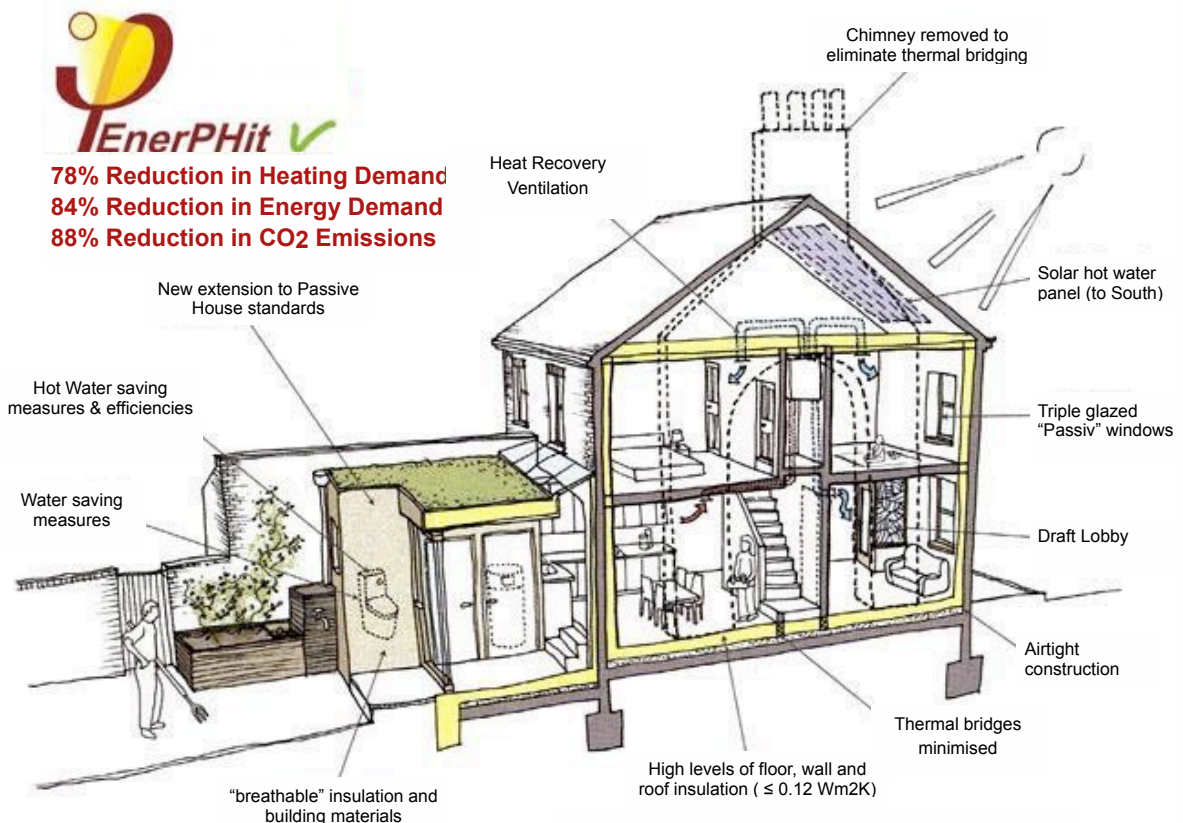 EnerPHit
78% Reduction in Heating Demand
84% Reduction in Energy Demand
88% Reduction in CO2 Emissions
Chimney removed to
eliminate thermal bridging
Heat Recovery
Ventilation
Solar hot water
panel (to South)
New extension to Passive
House standards
Hot Water saving
measures & efficiencies
Triple glazed
“Passiv” windows
Water saving
measures
Draft Lobby
Airtight
construction
Thermal bridges
minimised
High levels of floor, wall and
roof insulation ( ≤ 0.12 Wm2K)
“breathable” insulation and
building materials